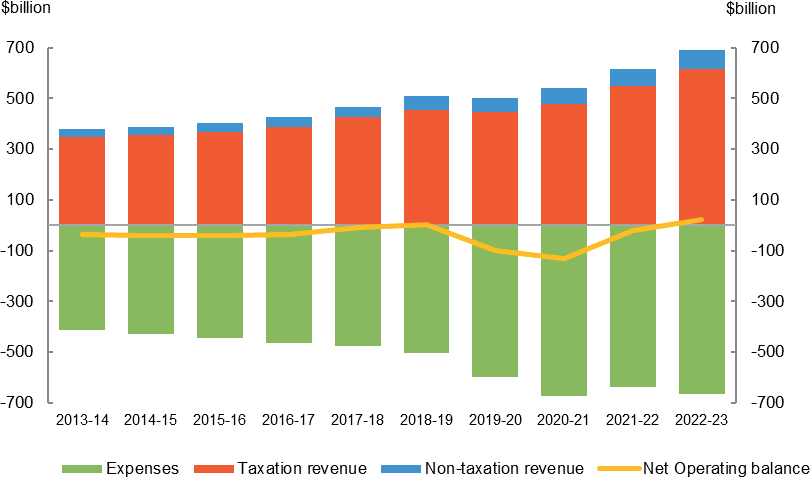 $billion $billion
700 700
500 500
300 300
100 100
-100 -100
-300 -300
-500 -500
-700 -700
2013-14 2014-15 2015-16 2016-17 2017-18 2018-19 2019-20 2020-21 2021-22 2022-23
Expenses Taxation revenue Non-taxation revenue Net Operating balance